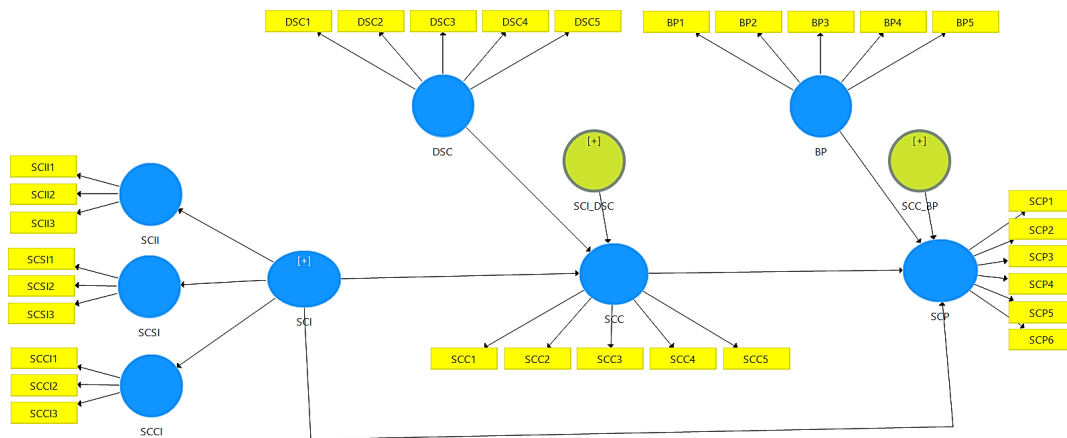 DSC1 DSC2 DSC3 DSC4 DSC5 BP1 BP2 BP3 BP4 BP5
DSC BP
[+] [+]
SCI_DSC SCC_BP
SCII1
SCII2
SCII3
SCII
SCSI1
SCSI2
SCSI3
SCSI
SCCI1
SCCI2
SCCI3
SCCI
[+]
SCI
SCC
SCC1 SCC2 SCC3 SCC4 SCC5
SCP1
SCP2
SCP3
SCP4
SCP5
SCP6
SCP